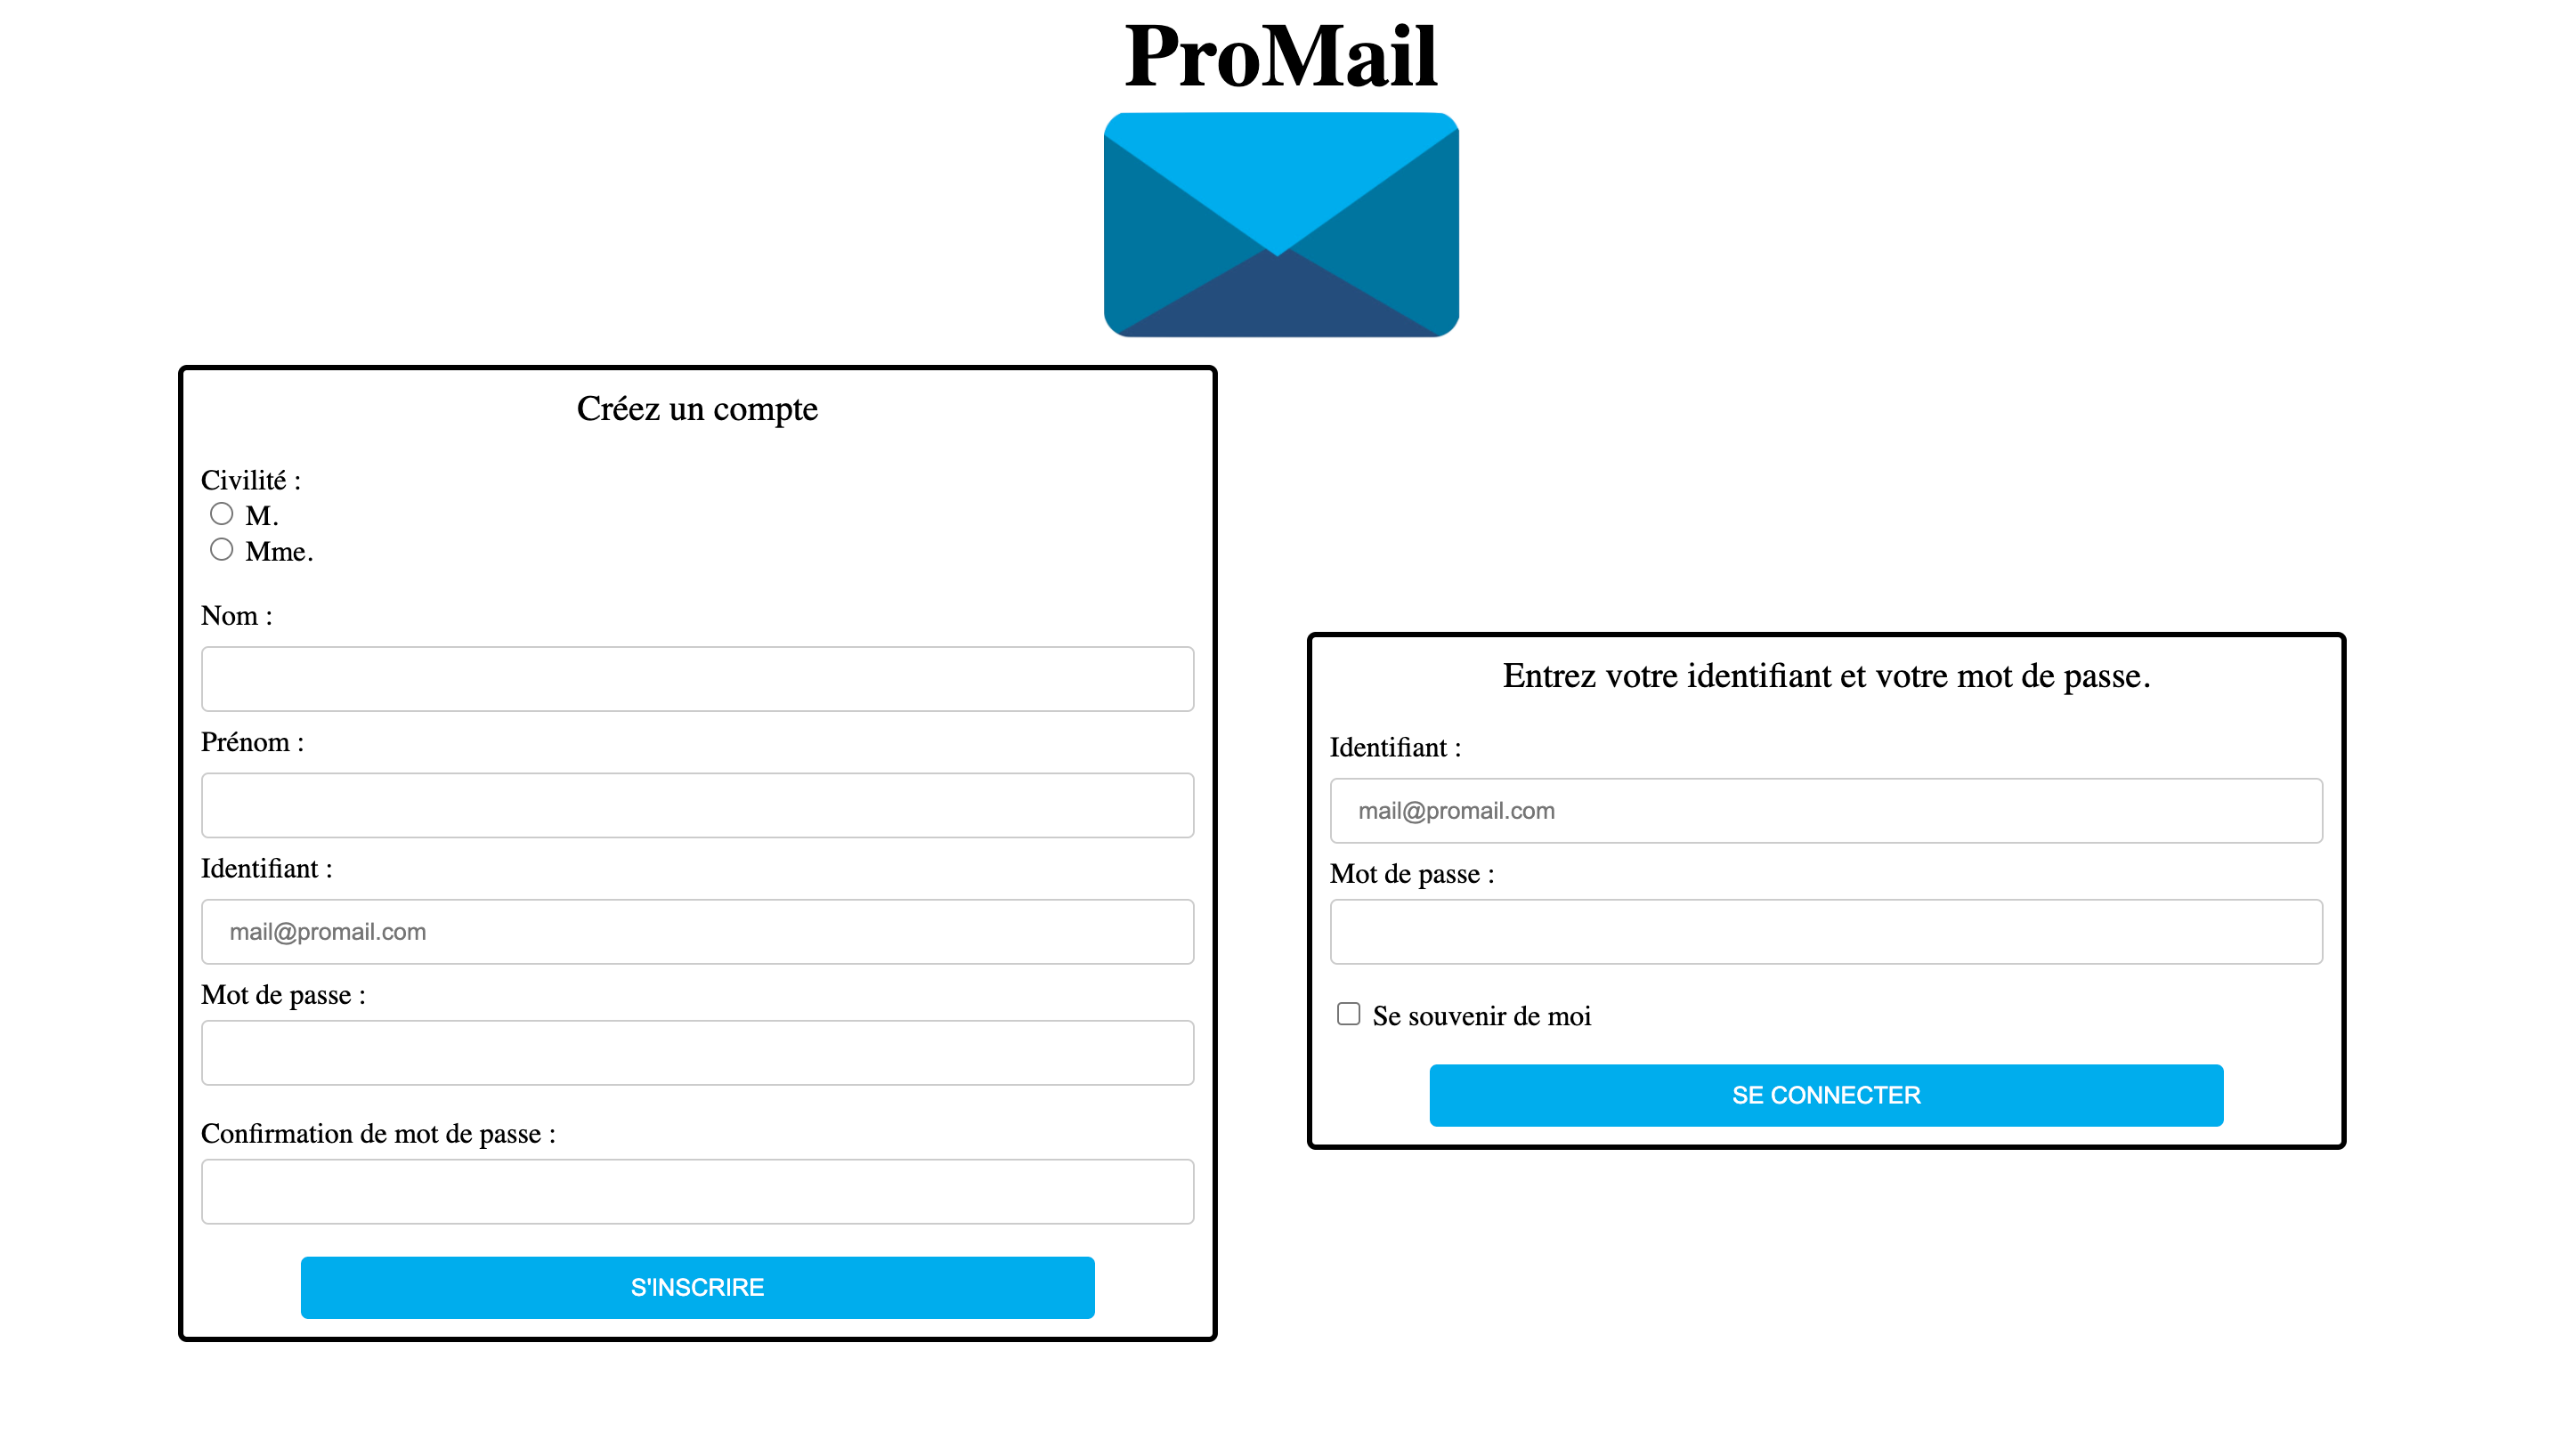 ProMail
Créez un compte
Civilité :
M.
Mme.
Nom :
Prénom :
Identifiant :
mail@promail.com
Mot de passe :
Confirmation de mot de passe :
S'INSCRIRE
Entrez votre identifiant et votre mot de passe.
Identifiant :
mail@promail.com
Mot de passe :
Se souvenir de moi
SE CONNECTER